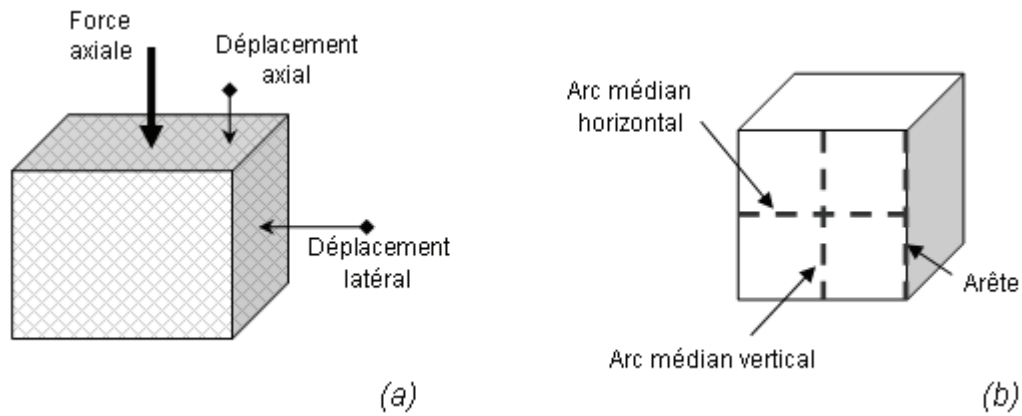 Force
axiale
Déplacement
axial
Déplacement
latéral
(a)
Arc médian
horizontal
Arête
Arc médian vertical
(b)